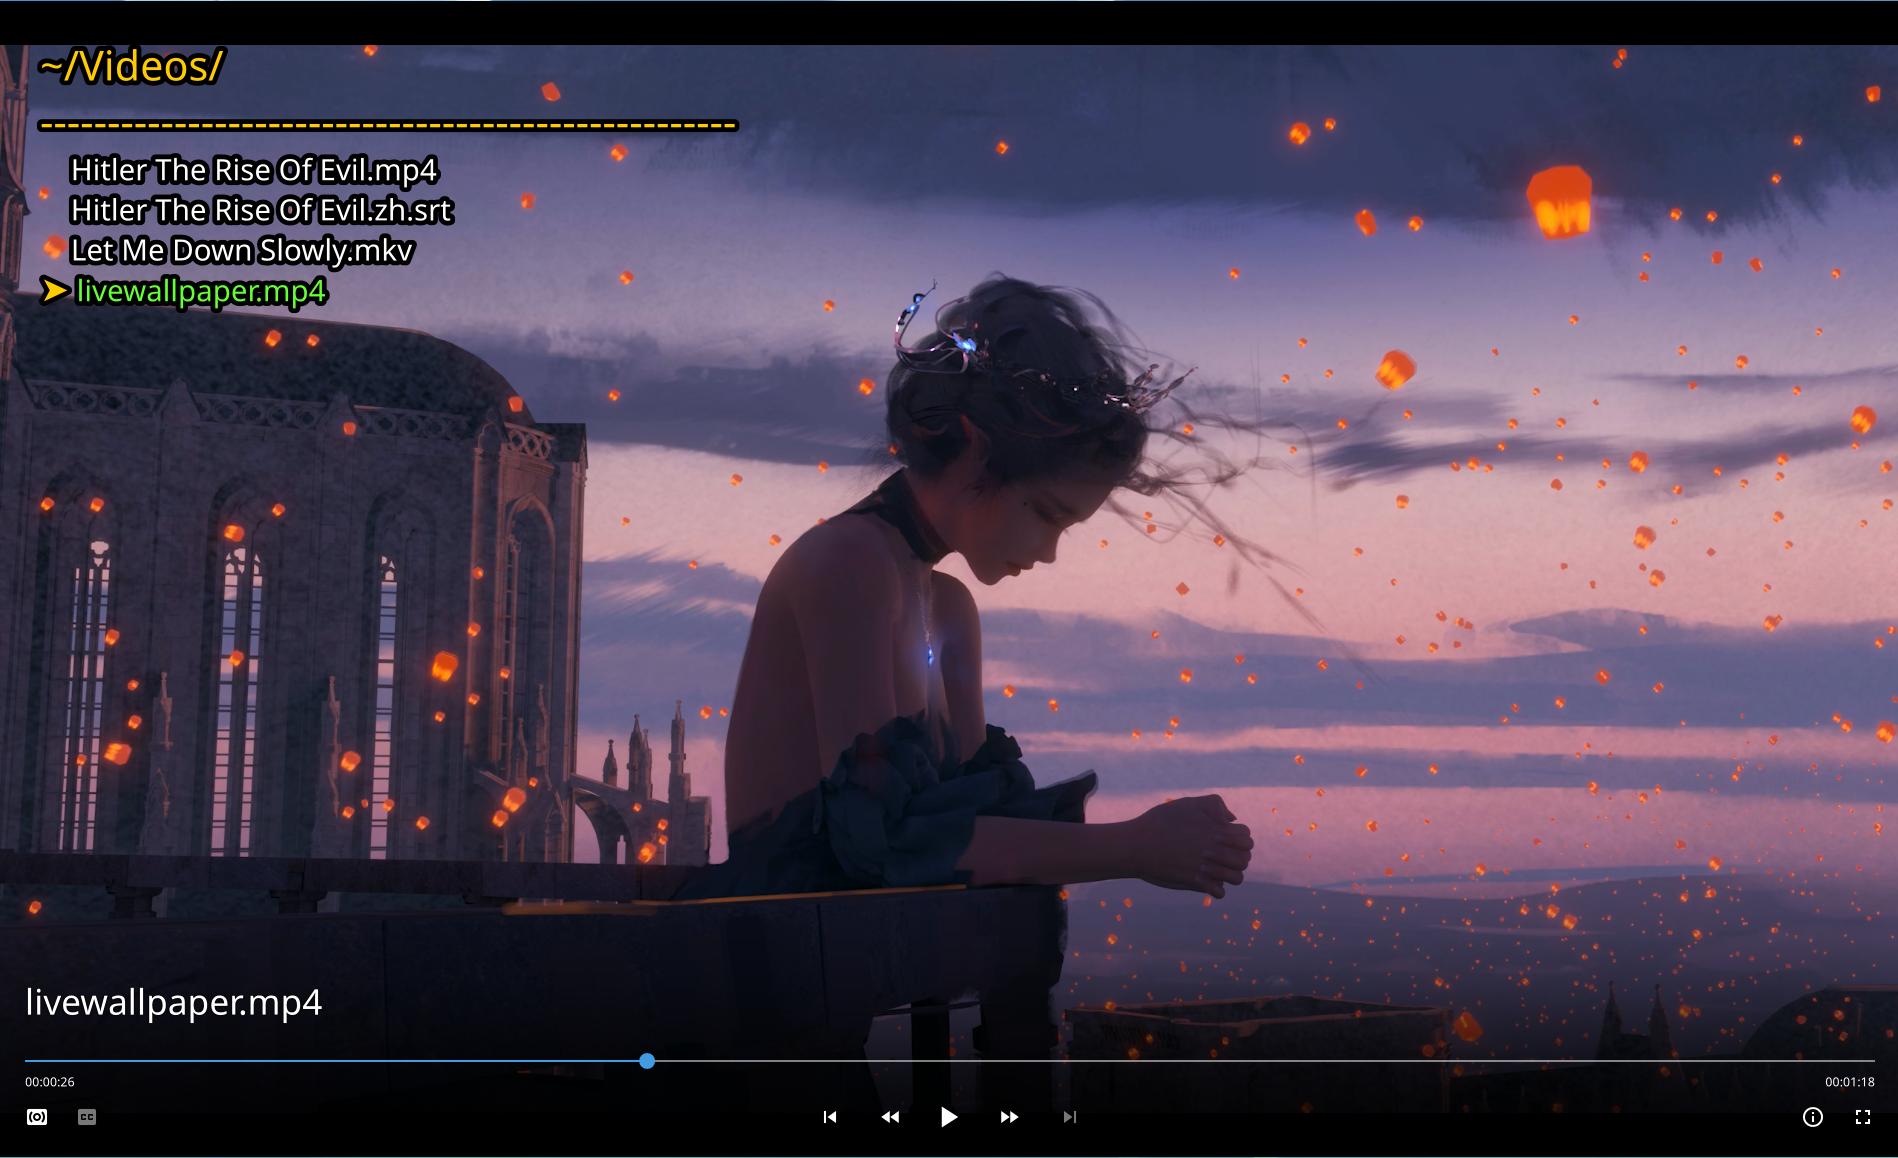 ~/Videos/
----------------------------------------------------
Hitler The Rise Of Evil.mp4
Hitler The Rise Of Evil.zh.srt
Let Me Down Slowly.mkv
➤ livewallpaper.mp4
livewallpaper.mp4
00:00:26
00:01:18
CC